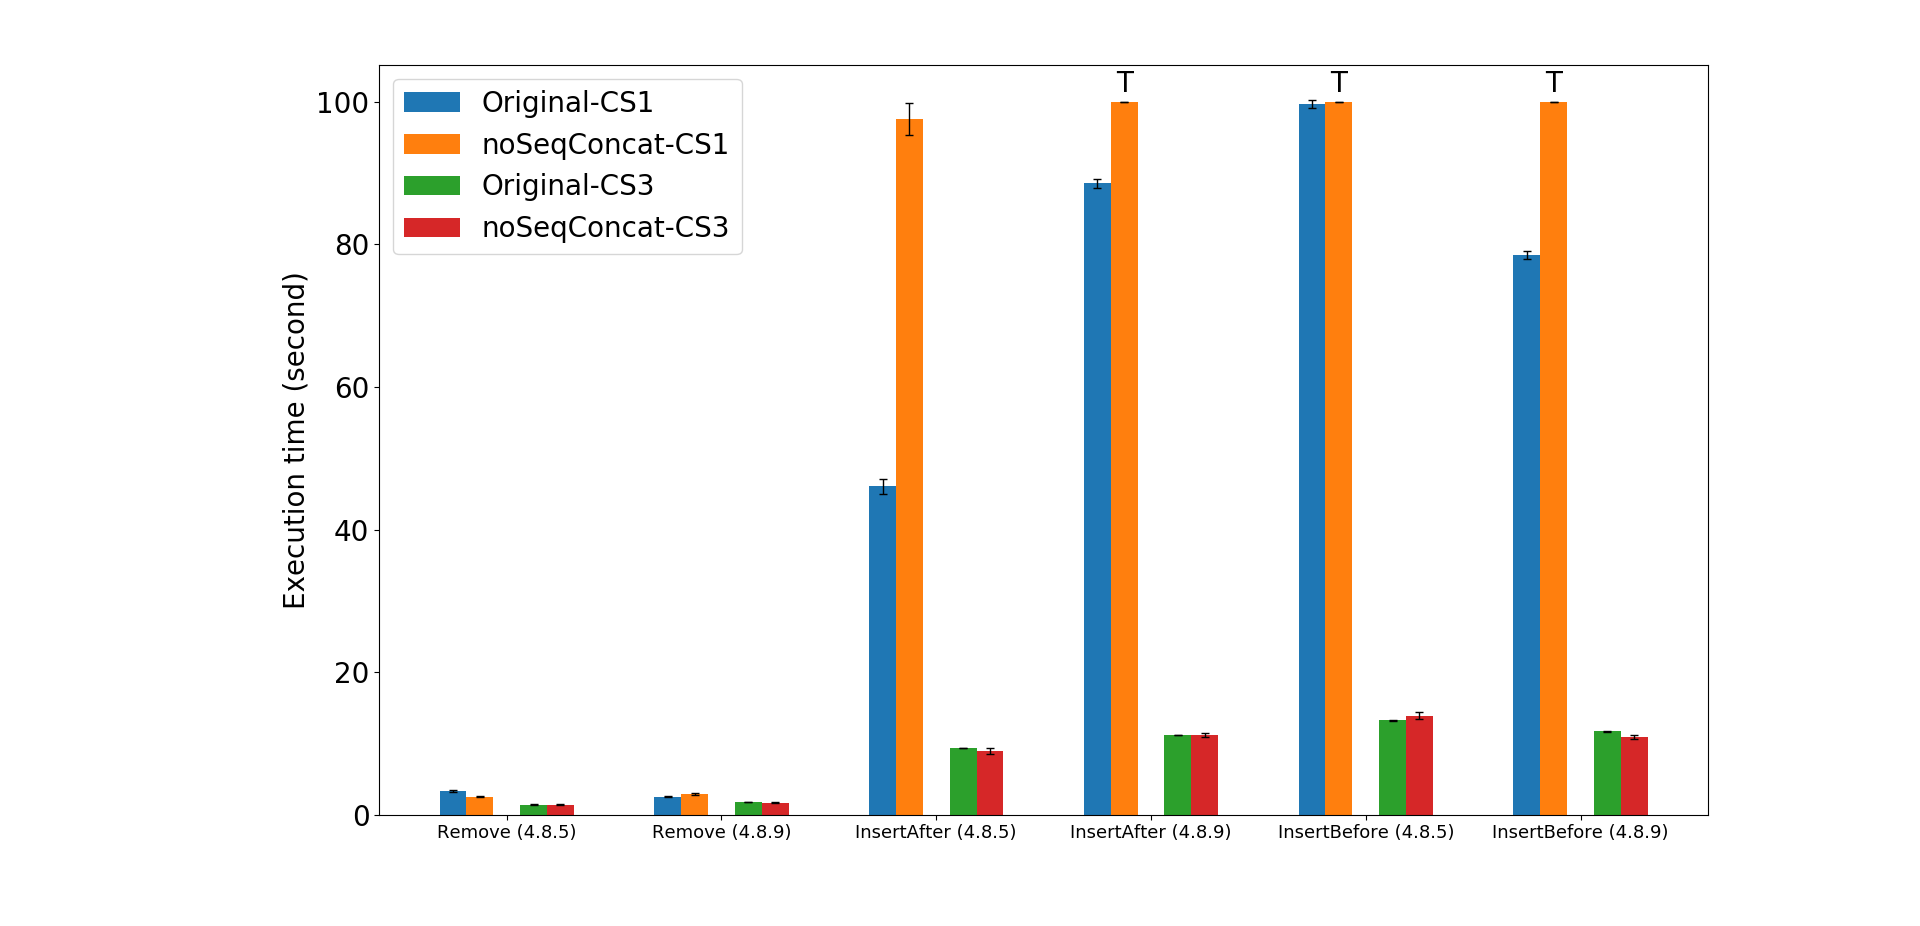 T T T
Original-CS1
noSeqConcat-CS1
Original-CS3
noSeqConcat-CS3
100
80
60
40
20
0
Execution time (second)
Remove (4.8.5) Remove (4.8.9) InsertAfter (4.8.5) InsertAfter (4.8.9) InsertBefore (4.8.5) InsertBefore (4.8.9)